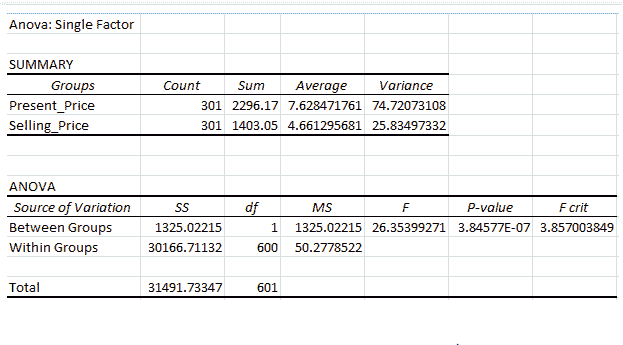 Anova: Single Factor
SUMMARY
Groups Count Sum Average Variance
Present_Price 301 2296.17 7.628471761 74.72073108
Selling_Price 301 1403.05 4.661295681 25.83497332
ANOVA
Source of Variation SS df MS F P-value F crit
Between Groups 1325.02215 1 1325.02215 26.35399271 3.84577E-07 3.857003849
Within Groups 30166.71132 600 50.2778522
Total 31491.73347 601